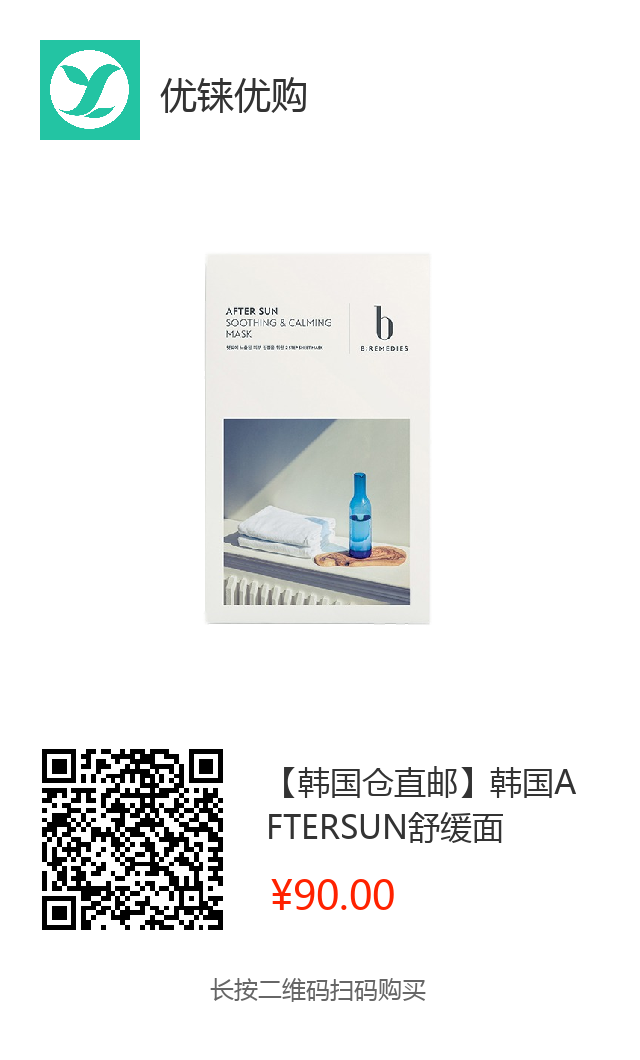 优铼优购
AFTER SUN
SOOTHING & CALMING
MASK
B:REMEDIES
【韩国仓直邮】韩国A
FTERSUN舒缓面
¥90.00
长按二维码扫码购买